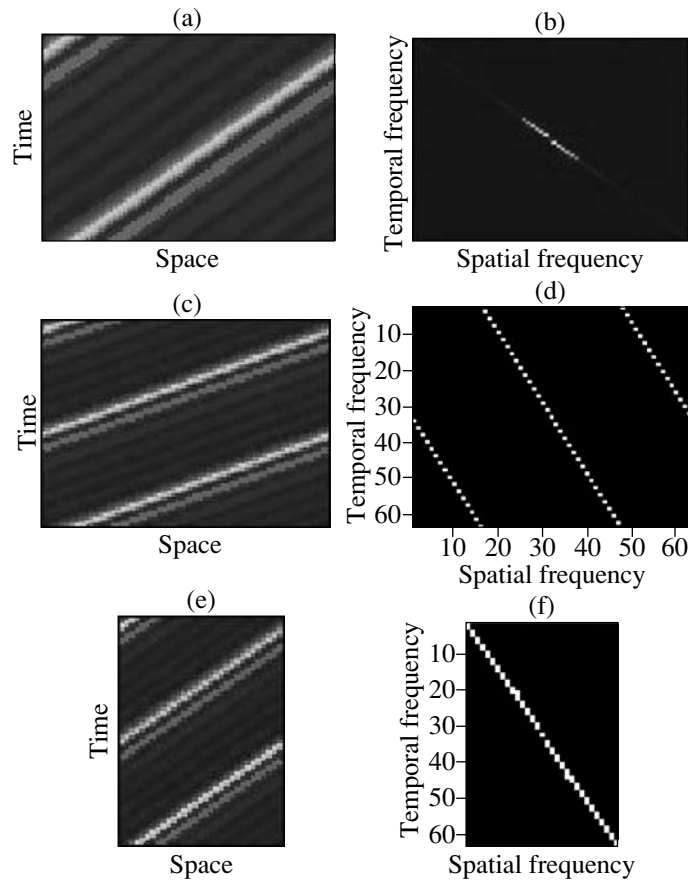 (a)
(b)
Time
Temporal frequency
Space
Spatial frequency
(c)
(d)
Time
Temporal frequency
10
20
30
40
50
60
Space
10 20 30 40 50 60
Spatial frequency
(e)
(f)
Time
Temporal frequency
10
20
30
40
50
60
Space
Spatial frequency